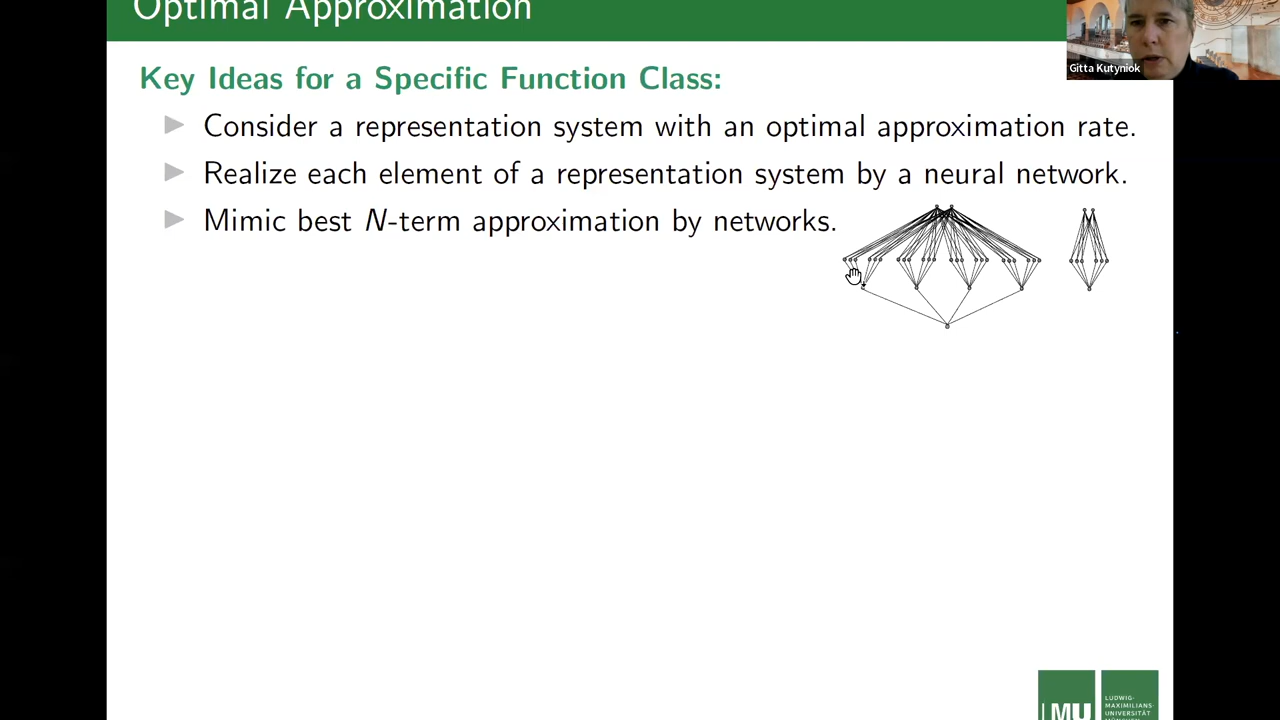 Optimal Approximation
Gitta Kutyniok
Key Ideas for a Specific Function Class:
Consider a representation system with an optimal approximation rate.
Realize each element of a representation system by a neural network.
Mimic best N-term approximation by networks.
LMU
LUDWIG-
MAXIMILIANS-
UNIVERSITÄT
MÜNCHEN